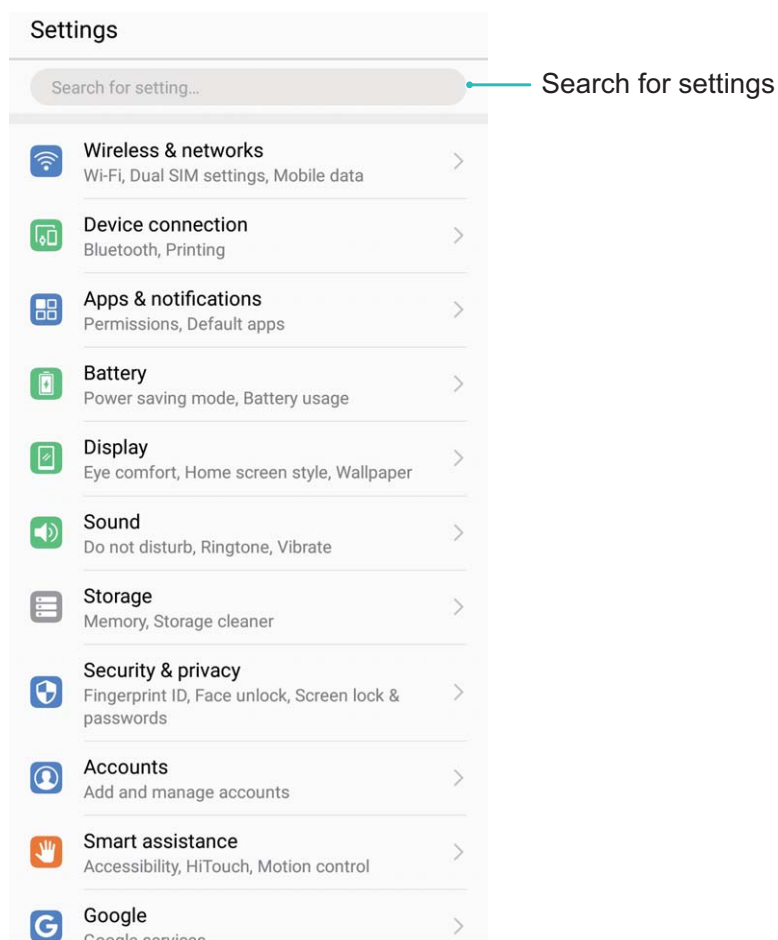 Settings
Search for setting...
Search for settings
Wireless & networks
Wi-Fi, Dual SIM settings, Mobile data
Device connection
Bluetooth, Printing
Apps & notifications
Permissions, Default apps
Battery
Power saving mode, Battery usage
Display
Eye comfort, Home screen style, Wallpaper
Sound
Do not disturb, Ringtone, Vibrate
Storage
Memory, Storage cleaner
Security & privacy
Fingerprint ID, Face unlock, Screen lock &
passwords
Accounts
Add and manage accounts
Smart assistance
Accessibility, HiTouch, Motion control
Google
Google services